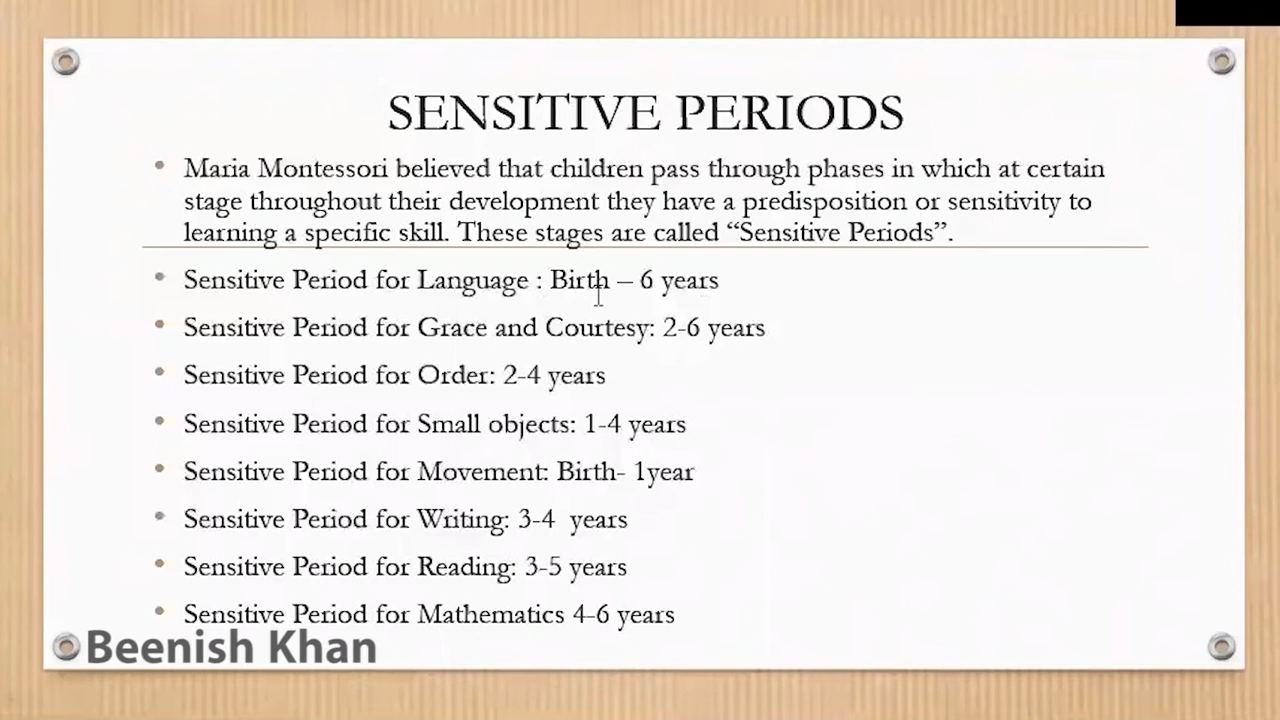 SENSITIVE PERIODS
• Maria Montessori believed that children pass through phases in which at certain
stage throughout their development they have a predisposition or sensitivity to
learning a specific skill. These stages are called “Sensitive Periods”.
• Sensitive Period for Language : Birth – 6 years
• Sensitive Period for Grace and Courtesy: 2-6 years
• Sensitive Period for Order: 2-4 years
• Sensitive Period for Small objects: 1-4 years
• Sensitive Period for Movement: Birth- 1year
• Sensitive Period for Writing: 3-4  years
• Sensitive Period for Reading: 3-5 years
• Sensitive Period for Mathematics 4-6 years
Beenish Khan